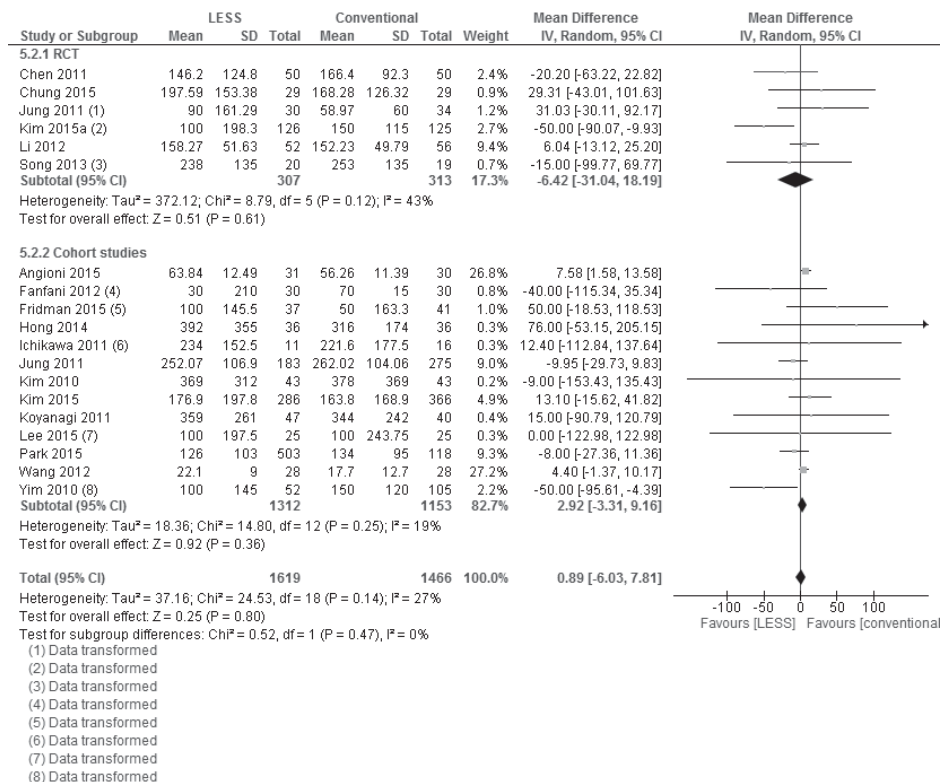 LESS Conventional Mean Difference Mean Difference
Study or Subgroup Mean SD Total Mean SD Total Weight IV, Random, 95% CI IV, Random, 95% CI
5.2.1 RCT
Chen 2011 146.2 124.8 50 166.4 92.3 50 2.4% -20.20 [-63.22, 22.82]
Chung 2015 197.59 153.38 29 168.28 126.32 29 0.9% 29.31 [-43.01, 101.63]
Jung 2011 (1) 90 161.29 30 58.97 60 34 1.2% 31.03 [-30.11, 92.17]
Kim 2015a (2) 100 198.3 126 150 115 125 2.7% -50.00 [-90.07, -9.93]
Li 2012 158.27 51.63 52 152.23 49.79 56 9.4% 6.04 [-13.12, 25.20]
Song 2013 (3) 238 135 20 253 135 19 0.7% -15.00 [-99.77, 69.77]
Subtotal (95% CI) 307 313 17.3% -6.42 [-31.04, 18.19]
Heterogeneity: Tau² = 372.12; Chi² = 8.79, df = 5 (P = 0.12); I² = 43%
Test for overall effect: Z = 0.51 (P = 0.61)
5.2.2 Cohort studies
Angioni 2015 63.84 12.49 31 56.26 11.39 30 26.8% 7.58 [1.58, 13.58]
Fanfani 2012 (4) 30 210 30 70 15 30 0.8% -40.00 [-115.34, 35.34]
Fridman 2015 (5) 100 145.5 37 50 163.3 41 1.0% 50.00 [-18.53, 118.53]
Hong 2014 392 355 36 316 174 36 0.3% 76.00 [-53.15, 205.15]
Ichikawa 2011 (6) 234 152.5 11 221.6 177.5 16 0.3% 12.40 [-112.84, 137.64]
Jung 2011 252.07 106.9 183 262.02 104.06 275 9.0% -9.95 [-29.73, 9.83]
Kim 2010 369 312 43 378 369 43 0.2% -9.00 [-153.43, 135.43]
Kim 2015 176.9 197.8 286 163.8 168.9 366 4.9% 13.10 [-15.62, 41.82]
Koyanagi 2011 359 261 47 344 242 40 0.4% 15.00 [-90.79, 120.79]
Lee 2015 (7) 100 197.5 25 100 243.75 25 0.3% 0.00 [-122.98, 122.98]
Park 2015 126 103 503 134 95 118 9.3% -8.00 [-27.36, 11.36]
Wang 2012 22.1 9 28 17.7 12.7 28 27.2% 4.40 [-1.37, 10.17]
Yim 2010 (8) 100 145 52 150 120 105 2.2% -50.00 [-95.61, -4.39]
Subtotal (95% CI) 1312 1153 82.7% 2.92 [-3.31, 9.16]
Heterogeneity: Tau² = 18.36; Chi² = 14.80, df = 12 (P = 0.25); I² = 19%
Test for overall effect: Z = 0.92 (P = 0.36)
Total (95% CI) 1619 1466 100.0% 0.89 [-6.03, 7.81]
Heterogeneity: Tau² = 37.16; Chi² = 24.53, df = 18 (P = 0.14); I² = 27%
Test for overall effect: Z = 0.25 (P = 0.80)
Test for subgroup differences: Chi² = 0.52, df = 1 (P = 0.47), I² = 0%
-100 -50 0 50 100
Favours [LESS] Favours [conventional
(1) Data transformed
(2) Data transformed
(3) Data transformed
(4) Data transformed
(5) Data transformed
(6) Data transformed
(7) Data transformed
(8) Data transformed